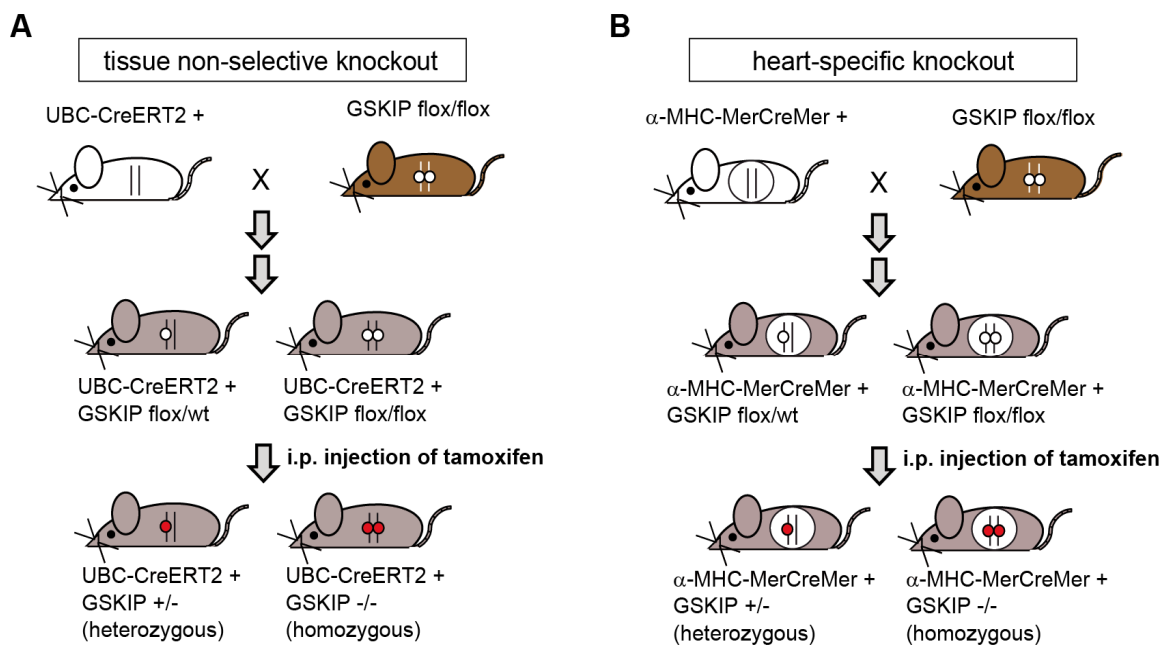 A
tissue non-selective knockout
UBC-CreERT2 +
GSKIP flox/flox
X
UBC-CreERT2 +
GSKIP flox/wt
UBC-CreERT2 +
GSKIP flox/flox
i.p. injection of tamoxifen
UBC-CreERT2 +
GSKIP +/-
(heterozygous)
UBC-CreERT2 +
GSKIP -/-
(homozygous)
B
heart-specific knockout
α-MHC-MerCreMer +
GSKIP flox/flox
X
α-MHC-MerCreMer +
GSKIP flox/wt
α-MHC-MerCreMer +
GSKIP flox/flox
i.p. injection of tamoxifen
α-MHC-MerCreMer +
GSKIP +/-
(heterozygous)
α-MHC-MerCreMer +
GSKIP -/-
(homozygous)